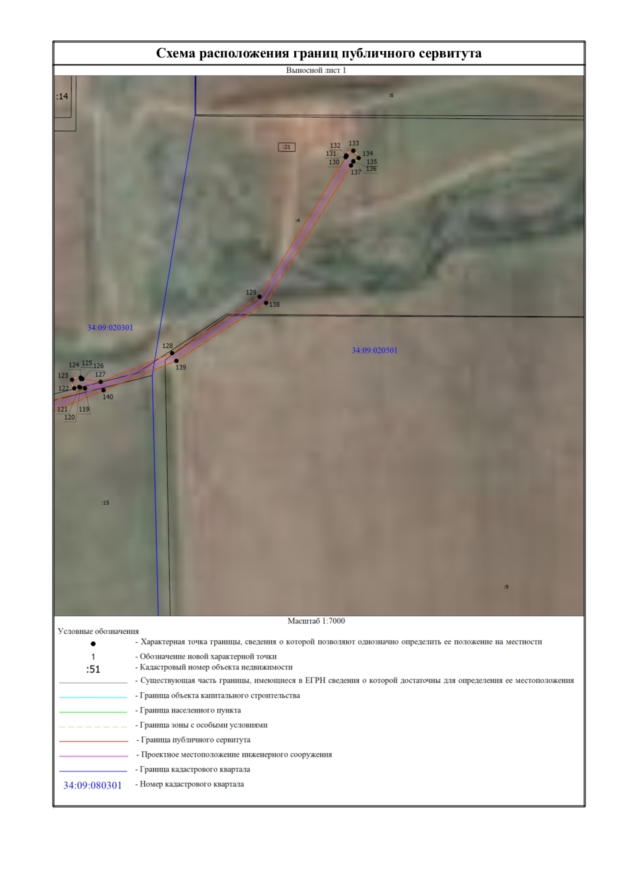 Схема расположения границ публичного сервитута
Выносной лист 1
:14
:6
:21
132
133
131
134
130
135
137
136
:4
129
138
34:09:020301
128
34:09:020501
139
124
125
126
123
127
122
140
121
119
120
:15
:9
Масштаб 1:7000
Условные обозначения
- Характерная точка границы, сведения о которой позволяют однозначно определить ее положение на местности
1 - Обозначение новой характерной точки
:51 - Кадастровый номер объекта недвижимости
- Существующая часть границы, имеющиеся в ЕГРН сведения о которой достаточны для определения ее местоположения
- Граница объекта капитального строительства
- Граница населенного пункта
- Граница зоны с особыми условиями
- Граница публичного сервитута
- Проектное местоположение инженерного сооружения
- Граница кадастрового квартала
34:09:080301 - Номер кадастрового квартала